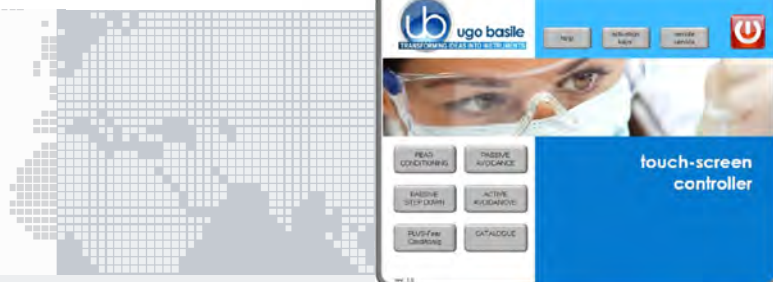 ub
ugo basile
TRANSFORMING IDEAS INTO INSTRUMENTS
help
activation
keys
remote
service
FEAR
CONDITIONING
PASSIVE
AVOIDANCE
touch-screen
controller
PASSIVE
STEP DOWN
ACTIVE
AVOIDANCE
PLUS-Fear
Conditionig
CATALOGUE